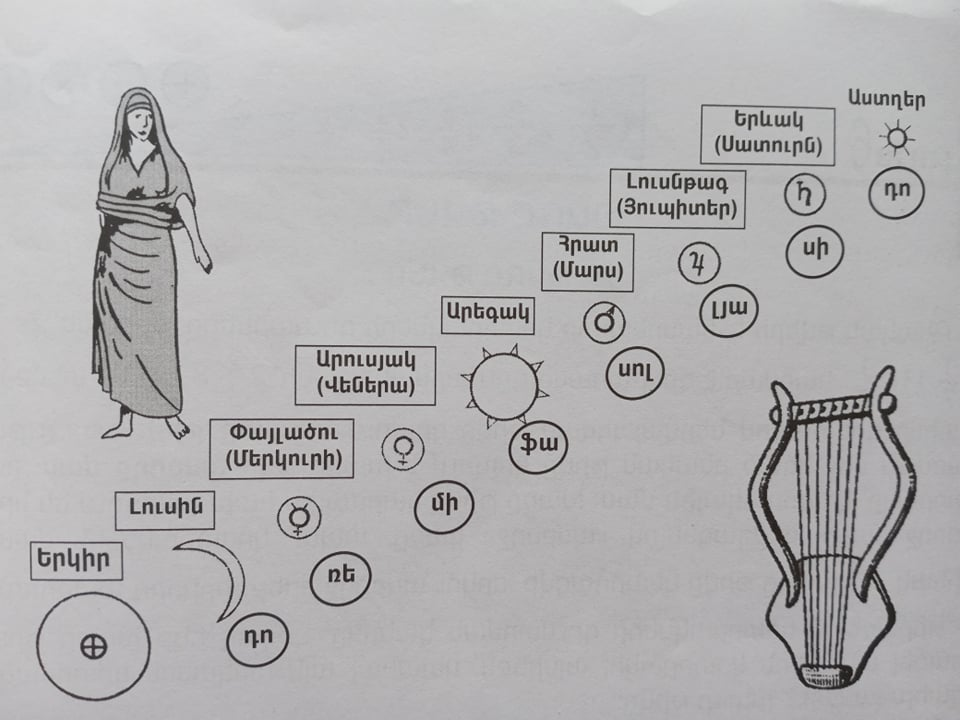 Աստղեր
Երևակ
(Սատուրն)
դո
Լուսնթագ
(Յուպիտեր)
սի
Հրատ
(Մարս)
լյա
Արեգակ
սոլ
Արուսյակ
(Վեներա)
ֆա
Փայլածու
(Մերկուրի)
մի
Լուսին
ռե
Երկիր
դո